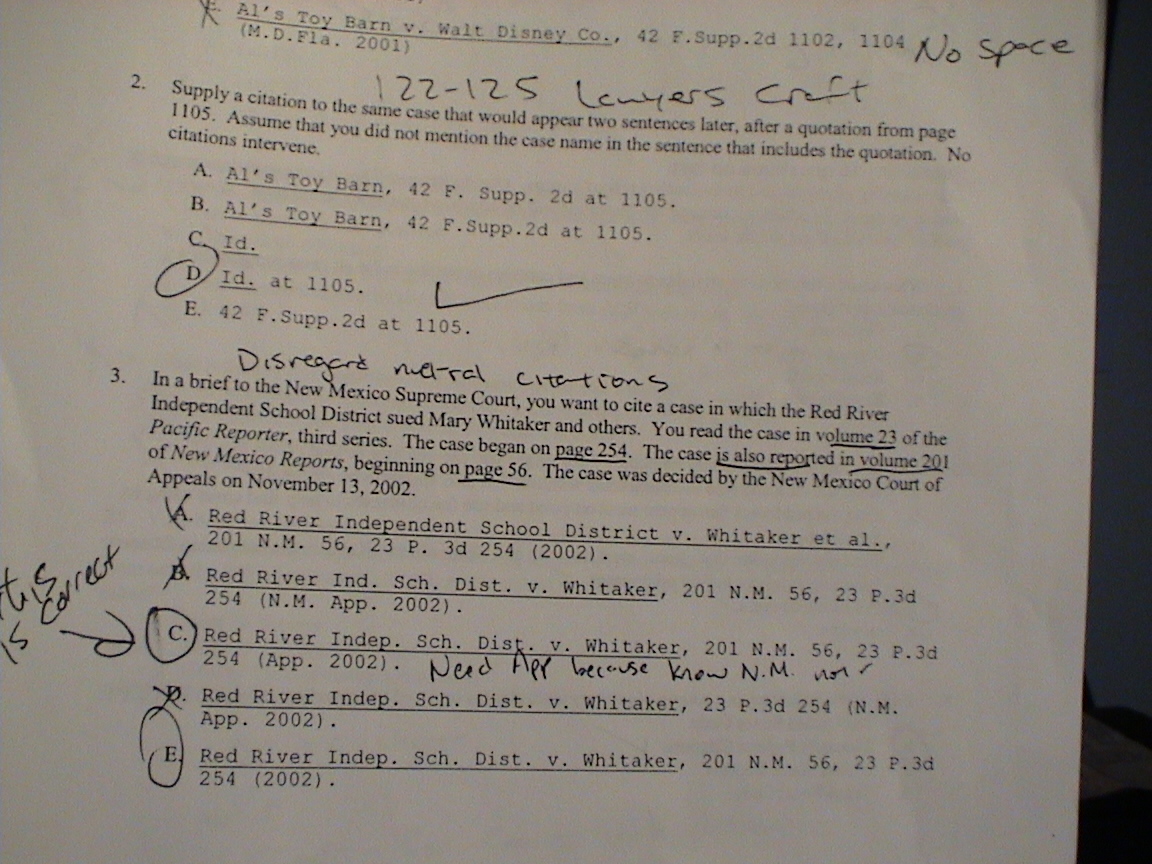 E. Al's Toy Barn v. Walt Disney Co., 42 F.Supp.2d 1102, 1104 No space
(M.D.Fla. 2001)
122-125 Lawyers Craft
2. Supply a citation to the same case that would appear two sentences later, after a quotation from page
1105. Assume that you did not mention the case name in the sentence that includes the quotation. No
citations intervene.
A. Al's Toy Barn, 42 F. Supp. 2d at 1105.
B. Al's Toy Barn, 42 F.Supp.2d at 1105.
C. Id.
D. Id. at 1105.
E. 42 F.Supp.2d at 1105.
Disregard citations
3. In a brief to the New Mexico Supreme Court, you want to cite a case in which the Red River
Independent School District sued Mary Whitaker and others. You read the case in volume 23 of the
Pacific Reporter, third series. The case began on page 254. The case is also reported in volume 201
of New Mexico Reports, beginning on page 56. The case was decided by the New Mexico Court of
Appeals on November 13, 2002.
A. Red River Independent School District v. Whitaker et al.,
201 N.M. 56, 23 P. 3d 254 (2002).
B. Red River Ind. Sch. Dist. v. Whitaker, 201 N.M. 56, 23 P.3d
254 (N.M. App. 2002).
is correct
C. Red River Indep. Sch. Dist. v. Whitaker, 201 N.M. 56, 23 P.3d
254 (App. 2002). Need App because know N.M.
D. Red River Indep. Sch. Dist. v. Whitaker, 23 P.3d 254 (N.M.
App. 2002).
E. Red River Indep. Sch. Dist. v. Whitaker, 201 N.M. 56, 23 P.3d
254 (2002).